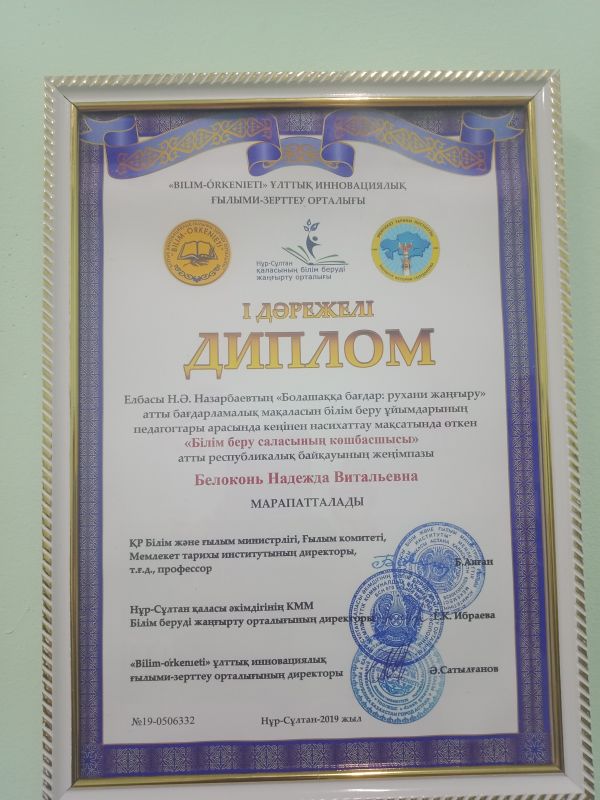 «BILIM-ÓRKENIETI» ҰЛТТЫҚ ИННОВАЦИЯЛЫҚ
ҒЫЛЫМИ-ЗЕРТТЕУ ОРТАЛЫҒЫ
"BILIM-ÓRKENIETI"
Нұр-Сұлтан
қаласының білім беруді
жаңғырту орталығы
I ДӘРЕЖЕЛІ
ДИПЛОМ
Елбасы Н.Ә. Назарбаевтың «Болашаққа бағдар: рухани жаңғыру»
атты бағдарламалық мақаласын білім беру ұйымдарының
педагогтары арасында кеңінен насихаттау мақсатында өткен
«Білім беру саласының көшбасшысы»
атты республикалық байқауының жеңімпазы
Белоконь Надежда Витальевна
МАРАПАТТАЛАДЫ
ҚР Білім және ғылым министрлігі, Ғылым комитеті,
Мемлекет тарихы институтының директоры,
т.ғ.д., профессор
Б.Аяған
Нұр-Сұлтан қаласы әкімдігінің КММ
Білім беруді жаңғырту орталығының директоры
Г.К. Ибраева
«Bilim-órkenıeti» ұлттық инновациялық
ғылыми-зерттеу орталығының директоры
Ә.Сатылғанов
№19-0506332
Нұр-Сұлтан-2019 жыл